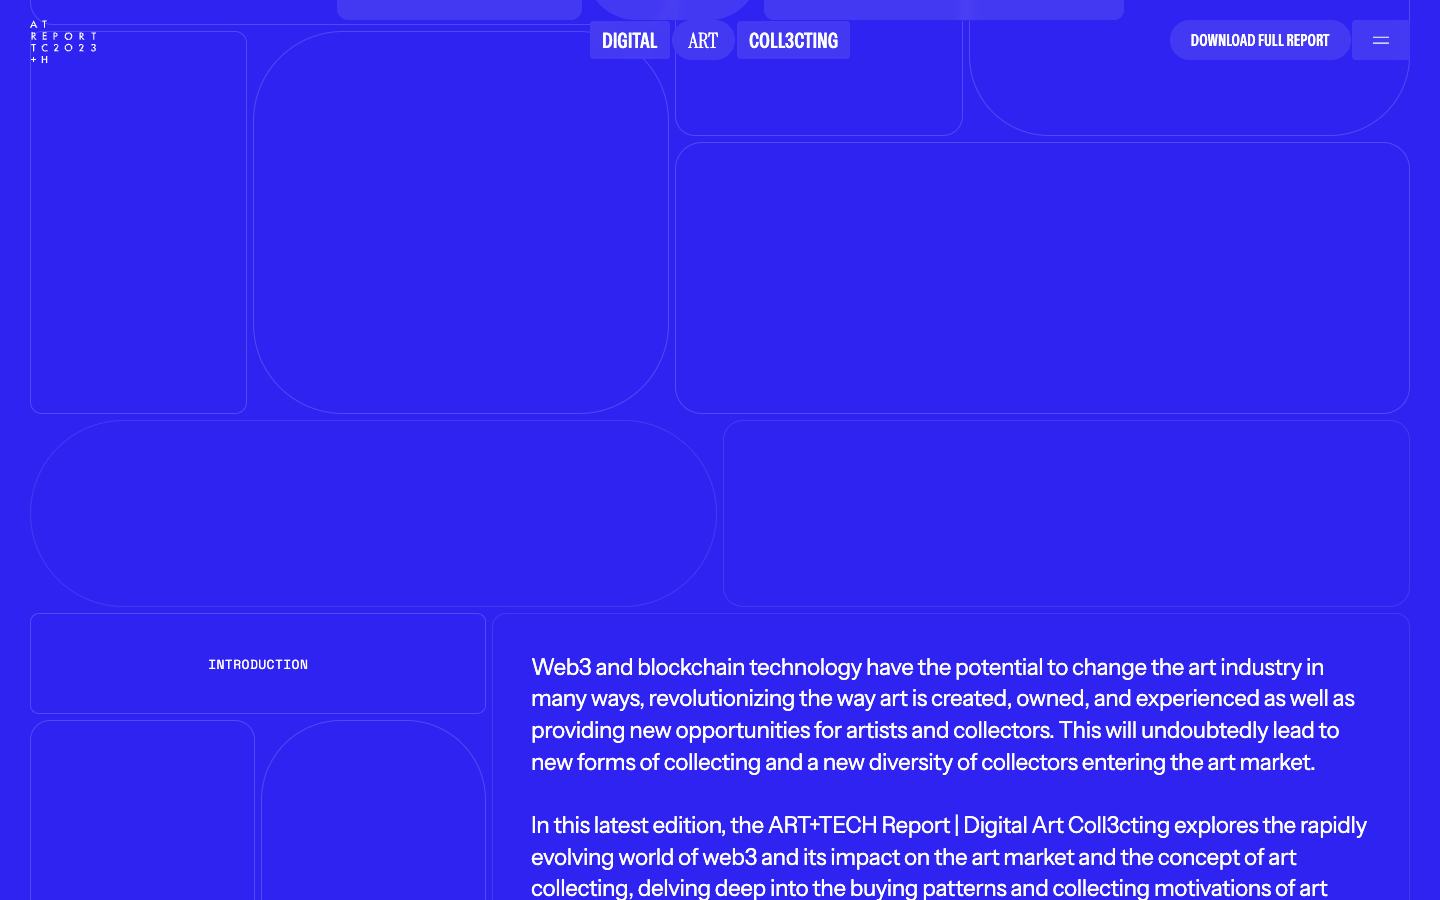 A T
R E P O R T
T C 2 O 2 3
+ H
DIGITAL ART COLL3CTING
DOWNLOAD FULL REPORT
INTRODUCTION
Web3 and blockchain technology have the potential to change the art industry in
many ways, revolutionizing the way art is created, owned, and experienced as well as
providing new opportunities for artists and collectors. This will undoubtedly lead to
new forms of collecting and a new diversity of collectors entering the art market.
In this latest edition, the ART+TECH Report | Digital Art Coll3cting explores the rapidly
evolving world of web3 and its impact on the art market and the concept of art
collecting, delving deep into the buying patterns and collecting motivations of art